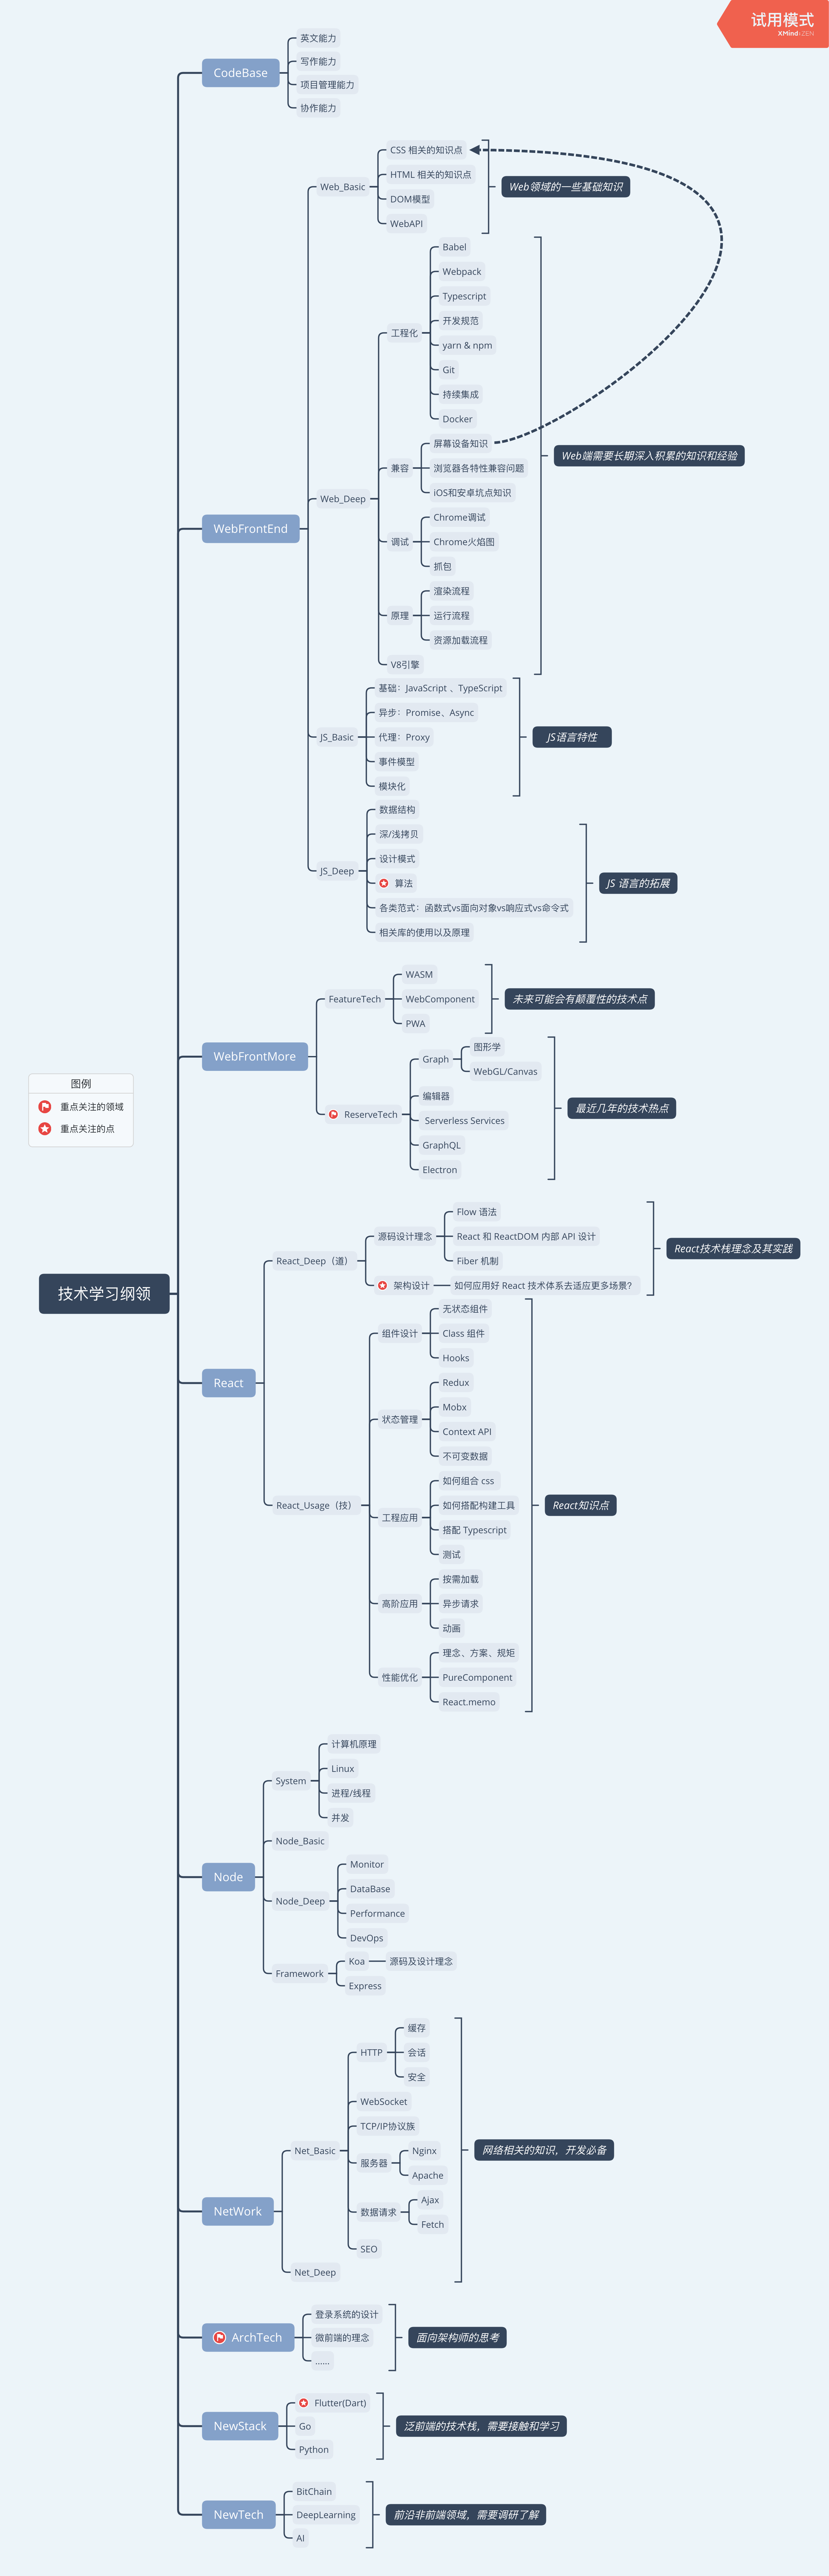 试用模式
XMind:ZEN
CodeBase
英文能力
写作能力
项目管理能力
协作能力
WebFrontEnd
Web_Basic
CSS 相关的知识点
HTML 相关的知识点
DOM模型
WebAPI
Web领域的一些基础知识
Web_Deep
工程化
Babel
Webpack
Typescript
开发规范
yarn & npm
Git
持续集成
Docker
兼容
屏幕设备知识
浏览器各特性兼容问题
iOS和安卓坑点知识
调试
Chrome调试
Chrome火焰图
抓包
原理
渲染流程
运行流程
资源加载流程
V8引擎
Web端需要长期深入积累的知识和经验
JS_Basic
基础：JavaScript 、TypeScript
异步：Promise、Async
代理：Proxy
事件模型
模块化
JS语言特性
JS_Deep
数据结构
深/浅拷贝
设计模式
算法
各类范式：函数式vs面向对象vs响应式vs命令式
相关库的使用以及原理
JS 语言的拓展
WebFrontMore
FeatureTech
WASM
WebComponent
PWA
未来可能会有颠覆性的技术点
ReserveTech
Graph
图形学
WebGL/Canvas
编辑器
Serverless Services
GraphQL
Electron
最近几年的技术热点
图例
重点关注的领域
重点关注的点
技术学习纲领
React
React_Deep（道）
源码设计理念
Flow 语法
React 和 ReactDOM 内部 API 设计
Fiber 机制
架构设计
如何应用好 React 技术体系去适应更多场景？
React技术栈理念及其实践
React_Usage（技）
组件设计
无状态组件
Class 组件
Hooks
状态管理
Redux
Mobx
Context API
不可变数据
工程应用
如何组合 css
如何搭配构建工具
搭配 Typescript
测试
高阶应用
按需加载
异步请求
动画
性能优化
理念、方案、规矩
PureComponent
React.memo
React知识点
Node
System
计算机原理
Linux
进程/线程
并发
Node_Basic
Node_Deep
Monitor
DataBase
Performance
DevOps
Framework
Koa
源码及设计理念
Express
NetWork
Net_Basic
HTTP
缓存
会话
安全
WebSocket
TCP/IP协议族
服务器
Nginx
Apache
数据请求
Ajax
Fetch
SEO
Net_Deep
网络相关的知识，开发必备
ArchTech
登录系统的设计
微前端的理念
......
面向架构师的思考
NewStack
Flutter(Dart)
Go
Python
泛前端的技术栈，需要接触和学习
NewTech
BitChain
DeepLearning
AI
前沿非前端领域，需要调研了解